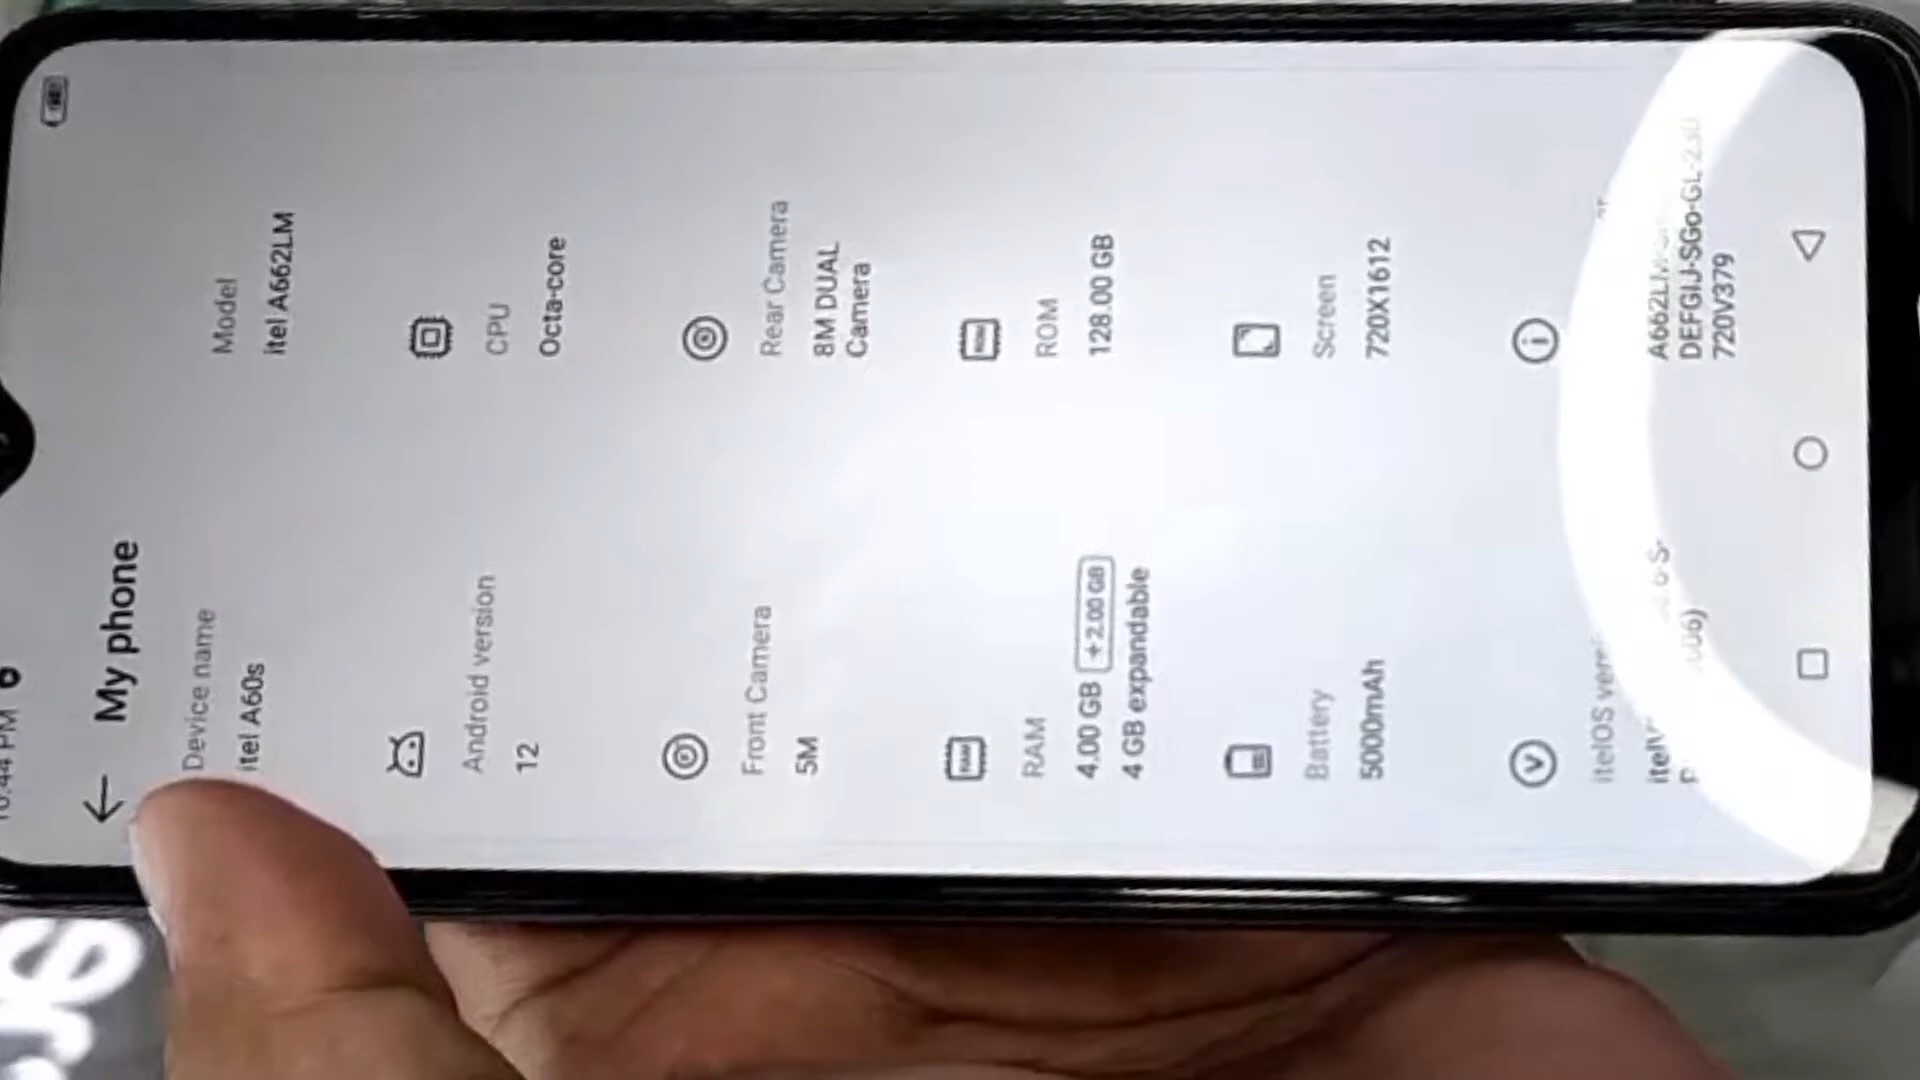 My phone
Device name
itel A60s
Model
itel A662LM
Android version
12
CPU
Octa-core
Front Camera
5M
Rear Camera
8M DUAL
Camera
RAM
4.00 GB +2.00 GB
4 GB expandable
ROM
128.00 GB
Battery
5000mAh
Screen
720X1612
itelOS
DEFGIJ-SGo-GL-230
720V379